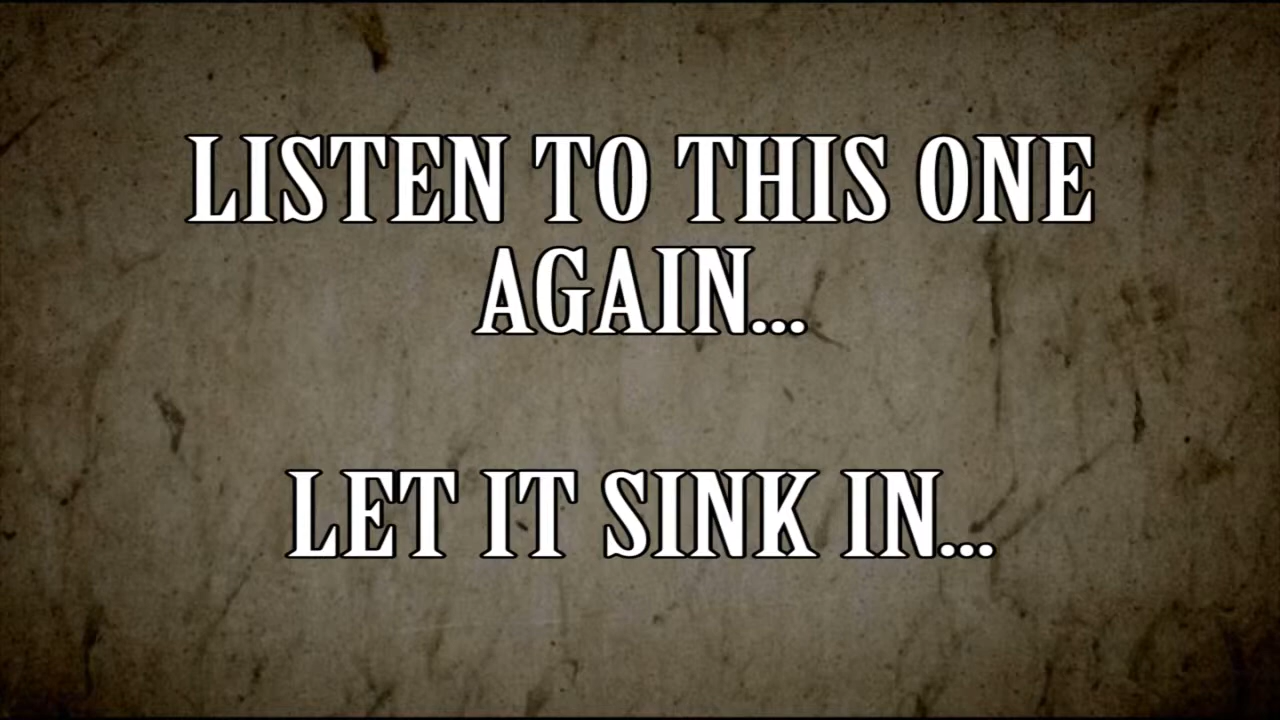 LISTEN TO THIS ONE
AGAIN...
LET IT SINK IN...